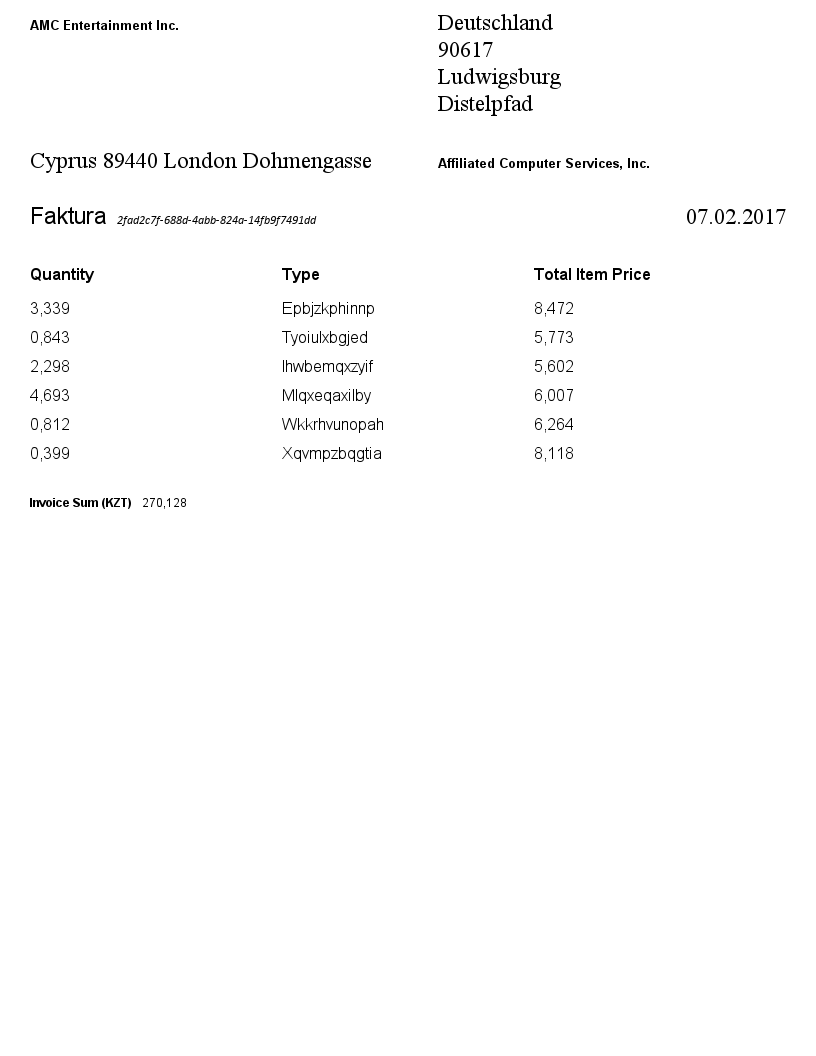 AMC Entertainment Inc.
Deutschland
90617
Ludwigsburg
Distelpfad
Cyprus 89440 London Dohmengasse
Affiliated Computer Services, Inc.
Faktura 2fad2c7f-688d-4abb-824a-14fb9f7491dd
07.02.2017
Quantity Type Total Item Price
3,339 Epbjzkphinnp 8,472
0,843 Tyoiulxbgjed 5,773
2,298 Ihwbemqxzyif 5,602
4,693 Mlqxeqaxilby 6,007
0,812 Wkkrhvunopah 6,264
0,399 Xqvmpzbqgtia 8,118
Invoice Sum (KZT) 270,128